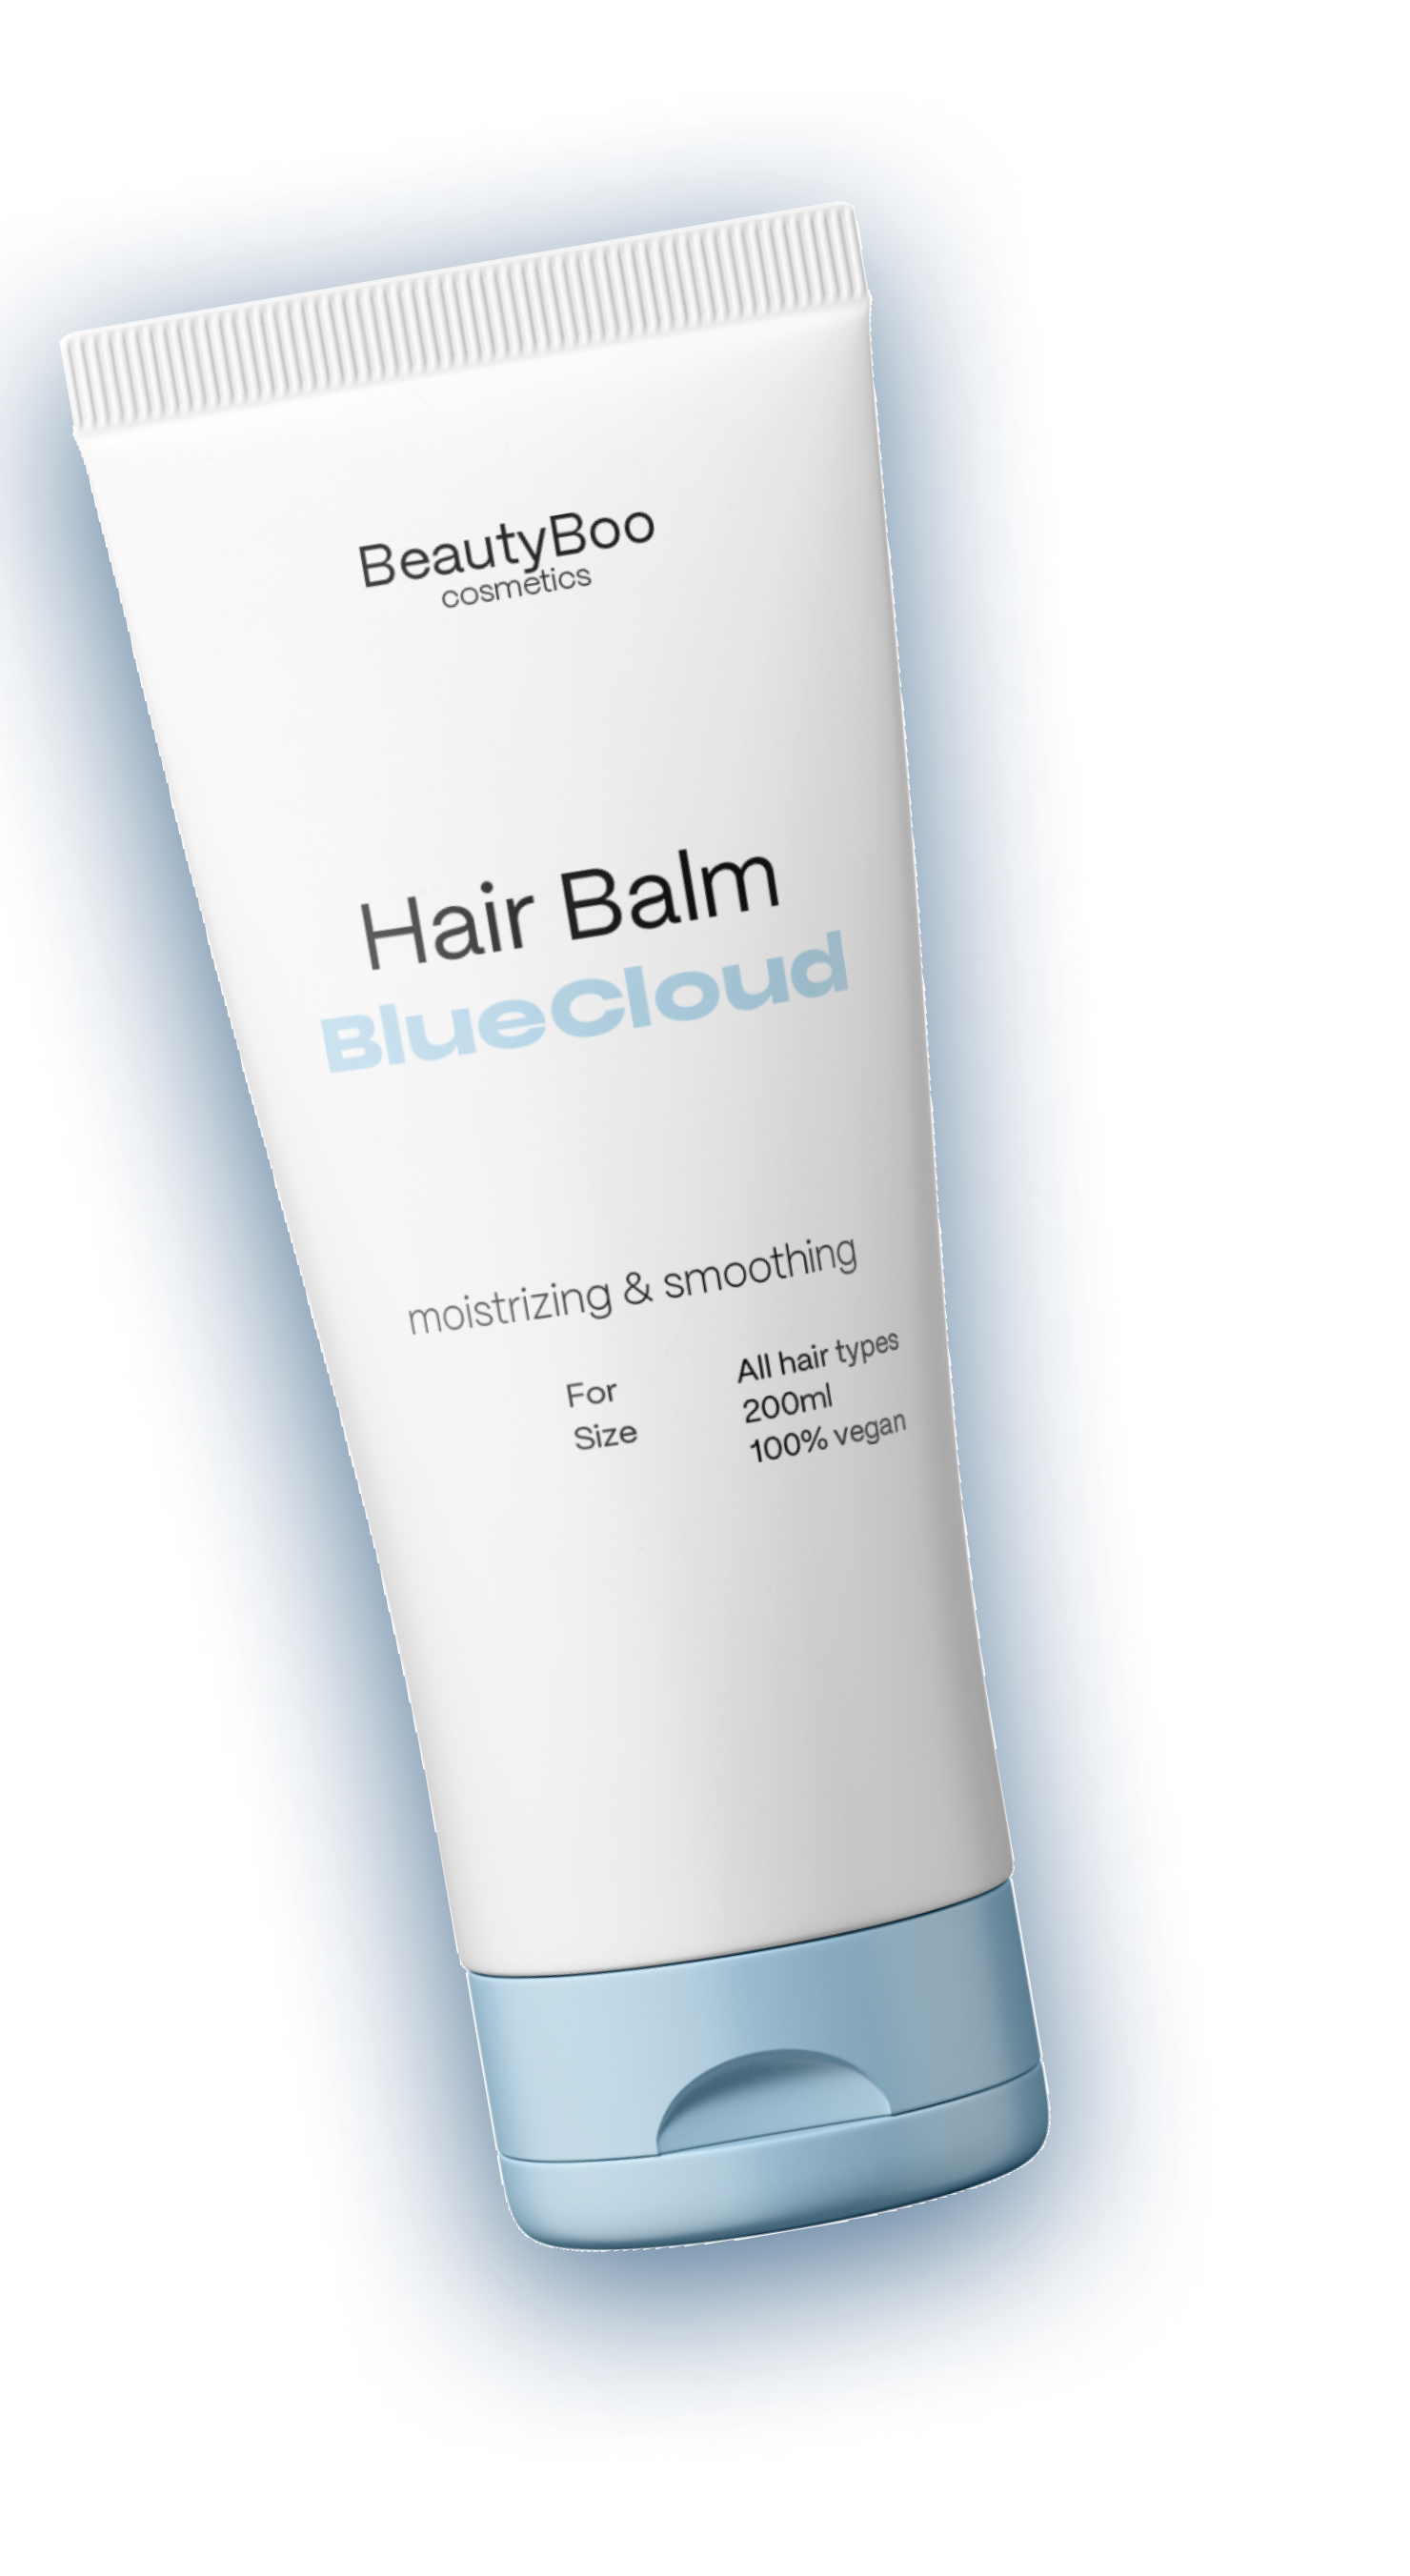 BeautyBoo
cosmetics
Hair Balm
BlueCloud
moistrizing & smoothing
For All hair types
Size 200ml
100% vegan